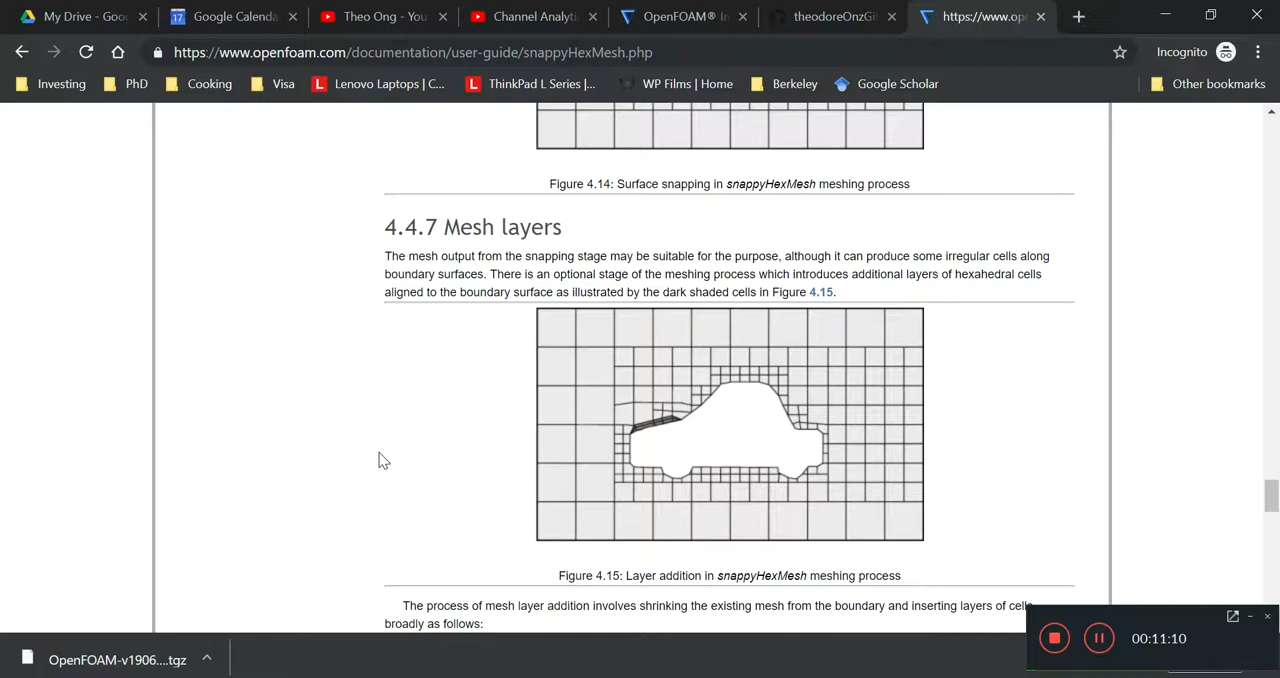 My Drive - Goo
Google Calenda
Theo Ong - You
Channel Analyti
OpenFOAM® In
theodoreOnzGi
https://www.op
https://www.openfoam.com/documentation/user-guide/snappyHexMesh.php
Incognito
Investing
PhD
Cooking
Visa
L Lenovo Laptops | C...
L ThinkPad L Series |...
WP Films | Home
Berkeley
Google Scholar
Other bookmarks
Figure 4.14: Surface snapping in snappyHexMesh meshing process
4.4.7 Mesh layers
The mesh output from the snapping stage may be suitable for the purpose, although it can produce some irregular cells along
boundary surfaces. There is an optional stage of the meshing process which introduces additional layers of hexahedral cells
aligned to the boundary surface as illustrated by the dark shaded cells in Figure 4.15.
Figure 4.15: Layer addition in snappyHexMesh meshing process
The process of mesh layer addition involves shrinking the existing mesh from the boundary and inserting layers of cells
broadly as follows:
00:11:10
OpenFOAM-v1906....tgz